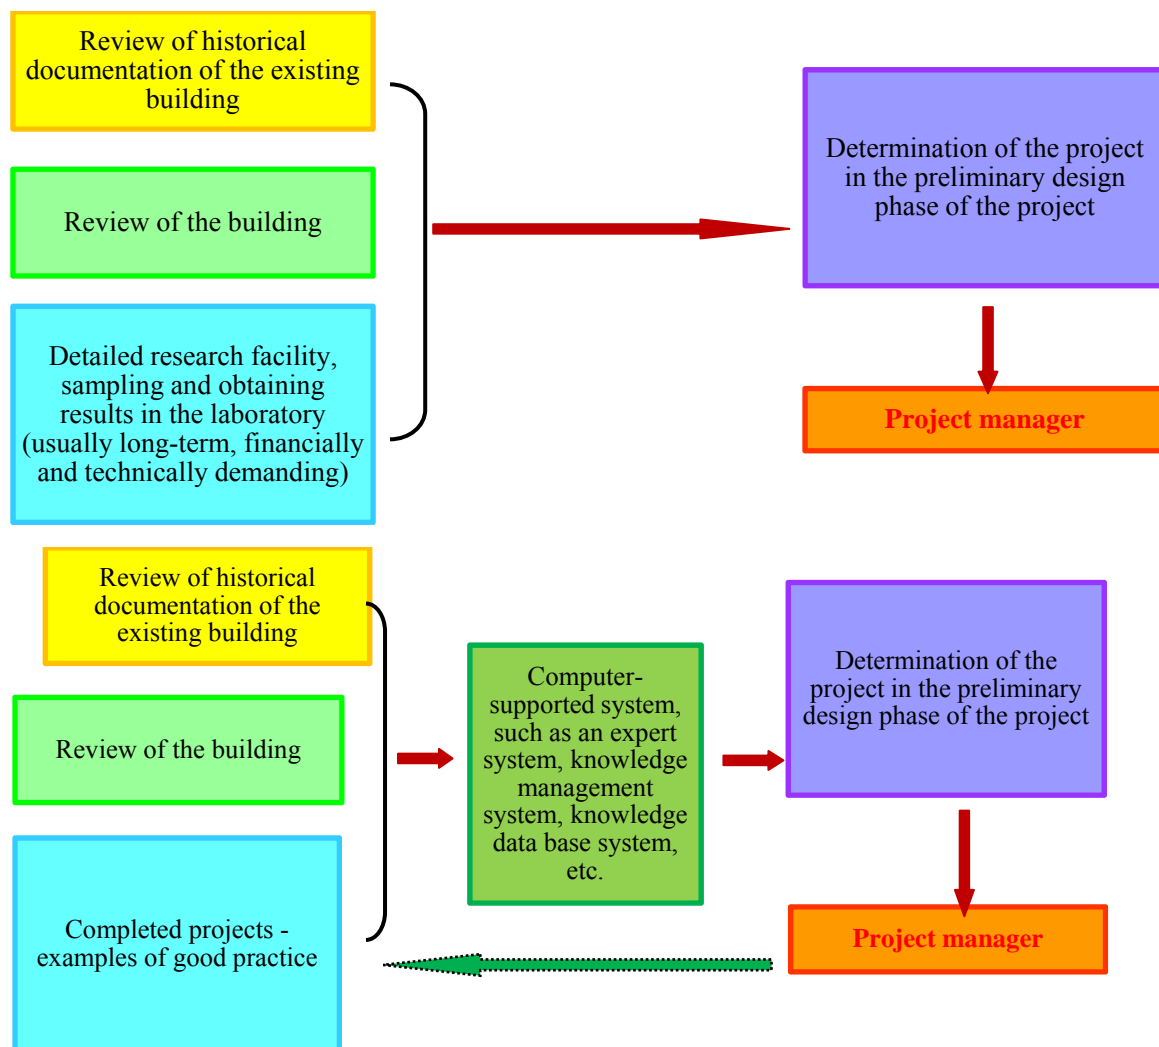 Review of historical
documentation of the existing
building
Review of the building
Detailed research facility,
sampling and obtaining
results in the laboratory
(usually long-term, financially
and technically demanding)
Determination of the project
in the preliminary design
phase of the project
Project manager
Review of historical
documentation of the
existing building
Review of the building
Completed projects -
examples of good practice
Computer-
supported system,
such as an expert
system, knowledge
management
system, knowledge
data base system,
etc.
Determination of the
project in the preliminary
design phase of the project
Project manager